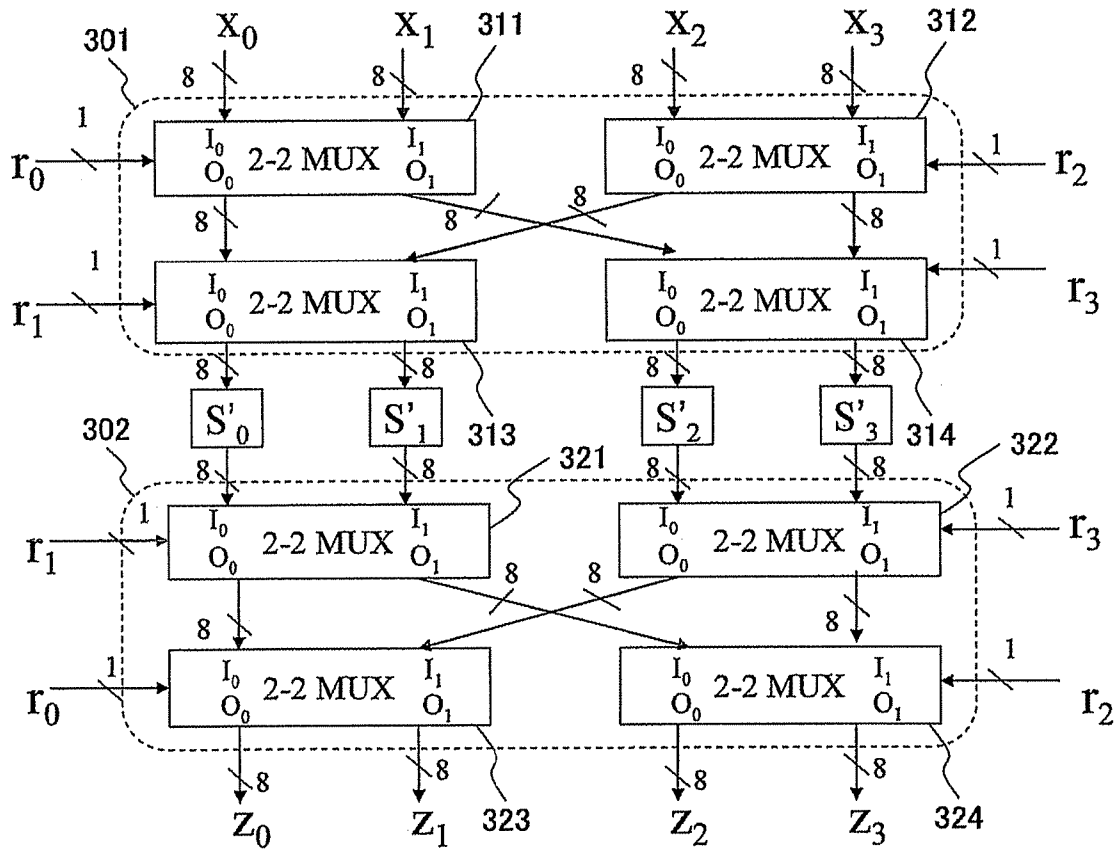 301 X₀ X₁ 311 X₂ X₃ 312
8 8 8 8
1 I₀ I₁ I₀ I₁ 1
r₀ 2-2 MUX 2-2 MUX r₂
O₀ O₁ O₀ O₁
8 8 8 8
1 I₀ I₁ I₀ I₁ 1
r₁ 2-2 MUX 2-2 MUX r₃
O₀ O₁ O₀ O₁
8 8 8 8
S'₀ S'₁ 313 S'₂ S'₃ 314
302 8 8 321 8 8 322
1 I₀ I₁ I₀ I₁ 1
r₁ 2-2 MUX 2-2 MUX r₃
O₀ O₁ O₀ O₁
8 8 8 8
1 I₀ I₁ I₀ I₁ 1
r₀ 2-2 MUX 2-2 MUX r₂
O₀ O₁ O₀ O₁
8 8 8 8
Z₀ Z₁ 323 Z₂ Z₃ 324